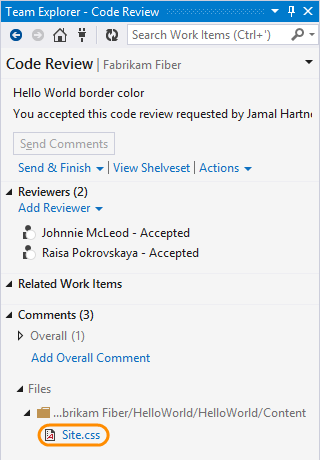 Team Explorer - Code Review
Search Work Items (Ctrl+')
Code Review | Fabrikam Fiber
Hello World border color
You accepted this code review requested by Jamal Hartn
Send Comments
Send & Finish | View Shelveset | Actions
Reviewers (2)
Add Reviewer
Johnnie McLeod - Accepted
Raisa Pokrovskaya - Accepted
Related Work Items
Comments (3)
Overall (1)
Add Overall Comment
Files
...brikam Fiber/HelloWorld/HelloWorld/Content
Site.css